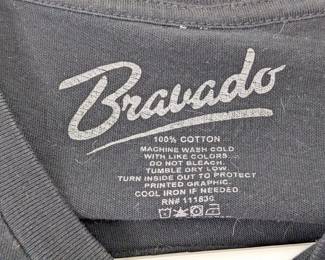 Bravado
100% COTTON
MACHINE WASH COLD
WITH LIKE COLORS
DO NOT BLEACH.
TUMBLE DRY LOW.
TURN INSIDE OUT TO PROTECT
PRINTED GRAPHIC.
COOL IRON IF NEEDED
RN# 111836